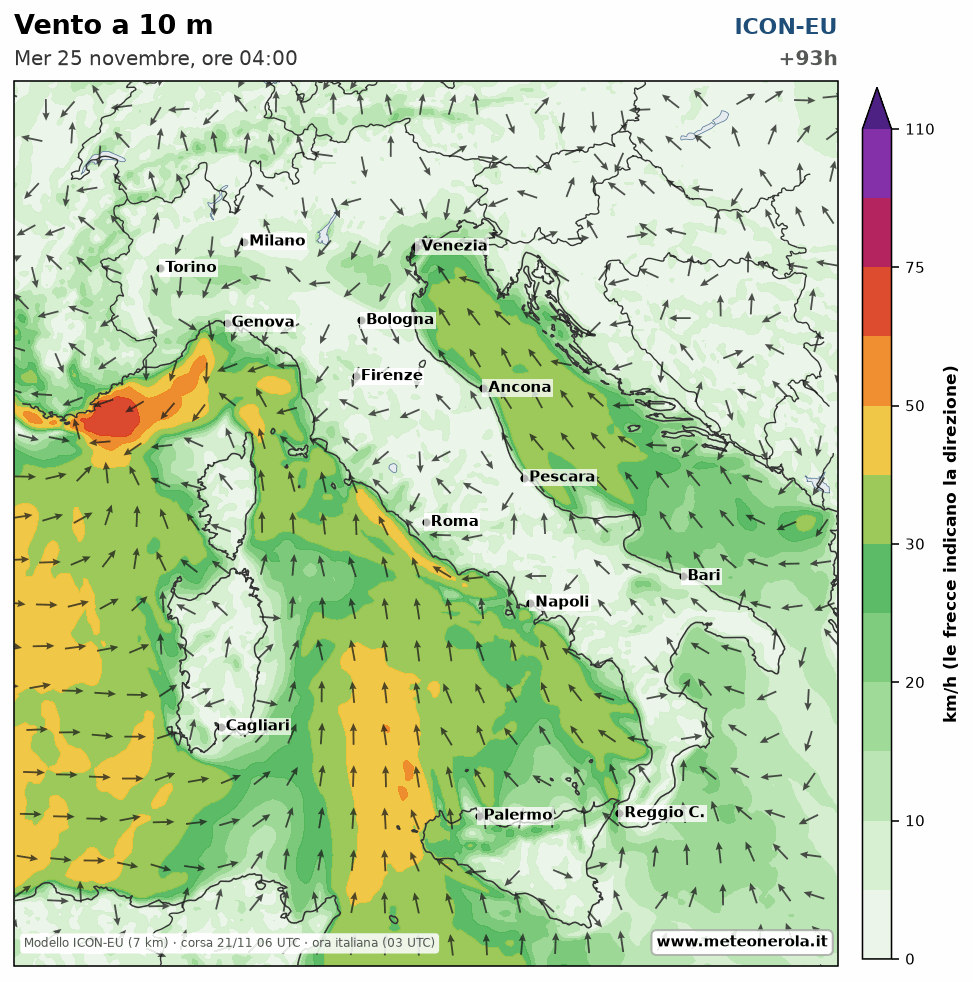 Vento a 10 m
ICON-EU
Mer 25 novembre, ore 04:00
+93h
110
Venezia
Milano
Torino
75
Bologna
Genova
Firenze
Ancona
50
Pescara
Roma
30
Bari
Napoli
20
Cagliari
Palermo
Reggio C.
10
0
km/h (le frecce indicano la direzione)
Modello ICON-EU (7 km) · corsa 21/11 06 UTC · ora italiana (03 UTC)
www.meteonerola.it